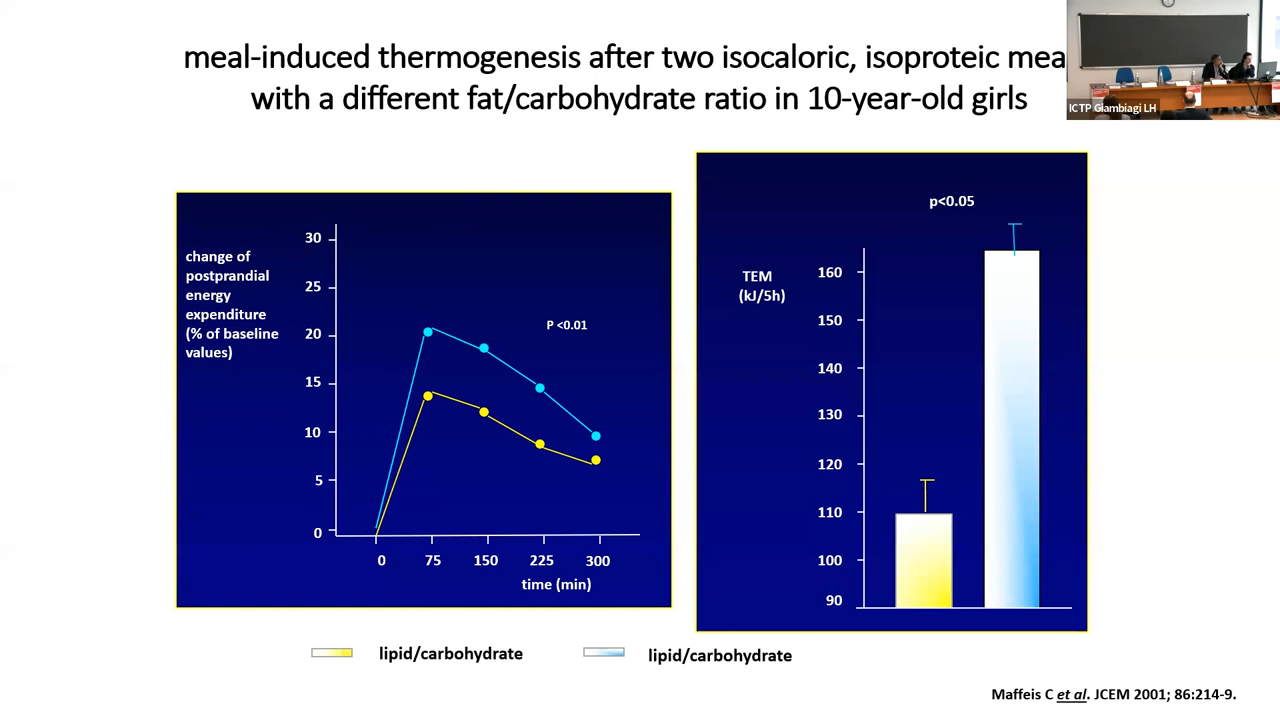 meal-induced thermogenesis after two isocaloric, isoproteic mea
with a different fat/carbohydrate ratio in 10-year-old girls
ICTP Giambiagi LH
change of
postprandial
energy
expenditure
(% of baseline
values)
30
25
20
15
10
5
0
P <0.01
0 75 150 225 300
time (min)
p<0.05
TEM
(kJ/5h)
160
150
140
130
120
110
100
90
lipid/carbohydrate
lipid/carbohydrate
Maffeis C et al. JCEM 2001; 86:214-9.